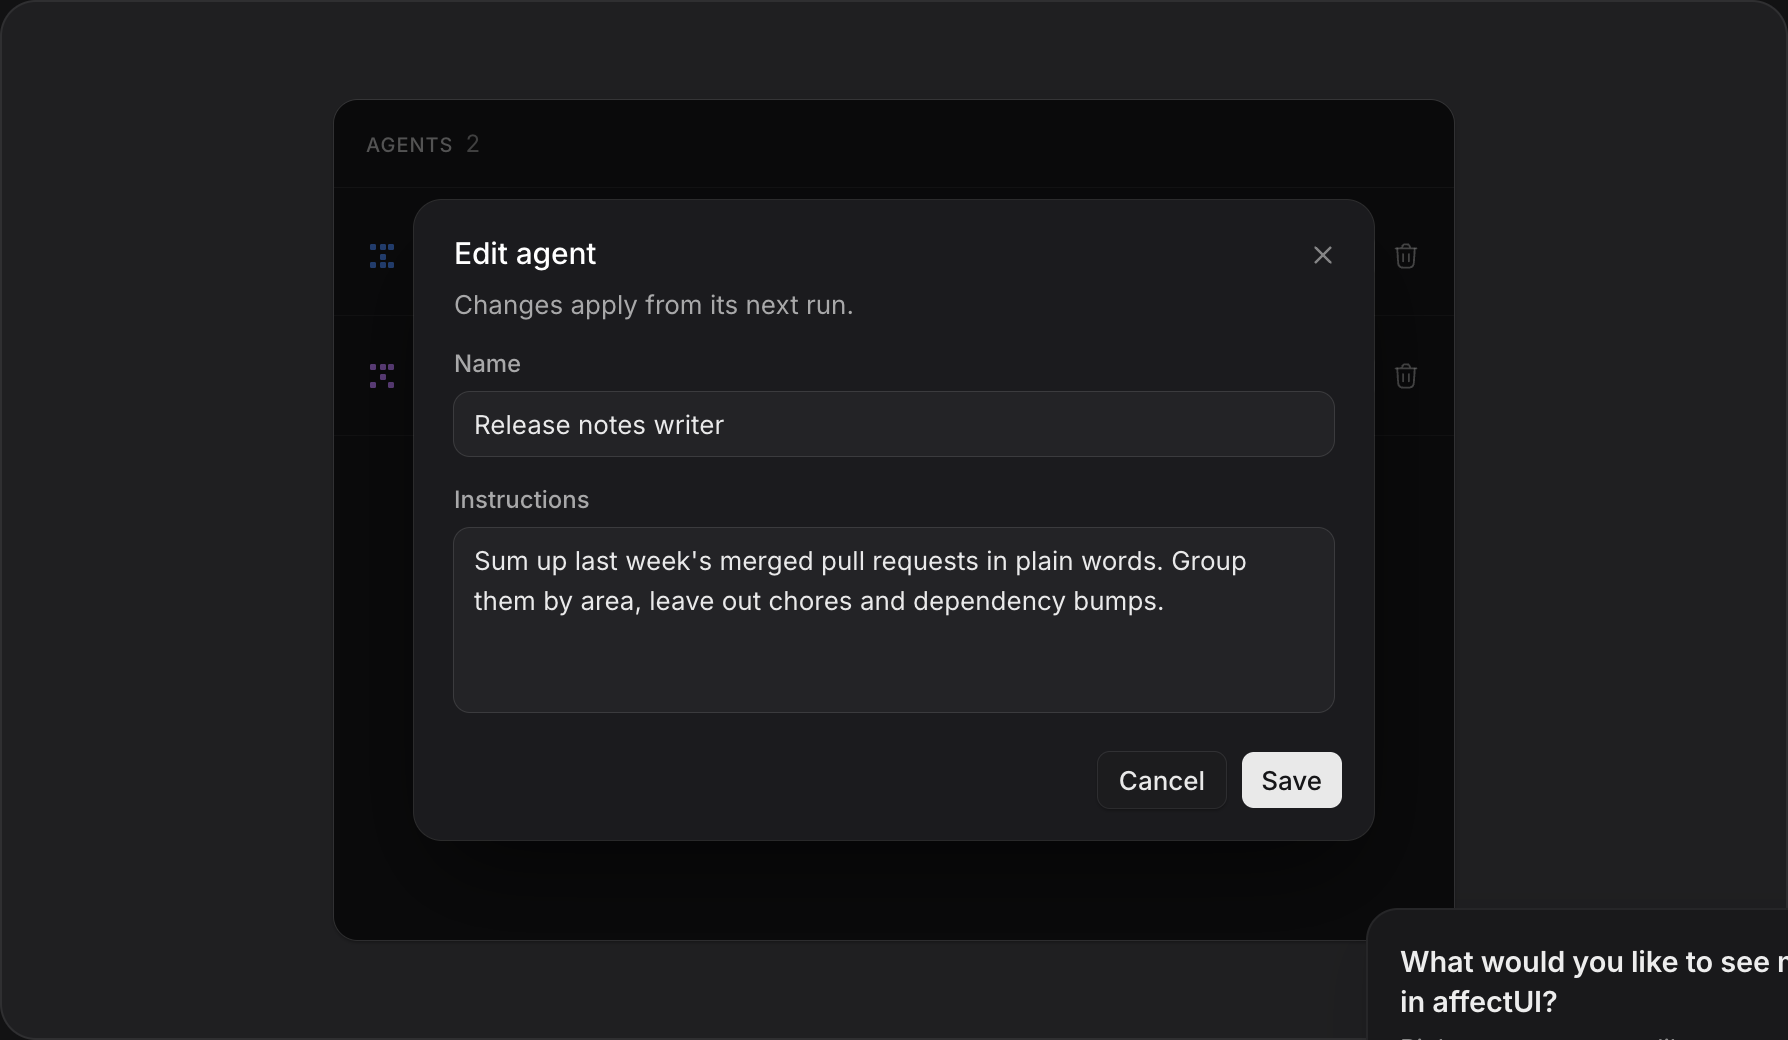 AGENTS 2
Edit agent
Changes apply from its next run.
Name
Release notes writer
Instructions
Sum up last week's merged pull requests in plain words. Group
them by area, leave out chores and dependency bumps.
Cancel
Save
What would you like to see
in affectUI?